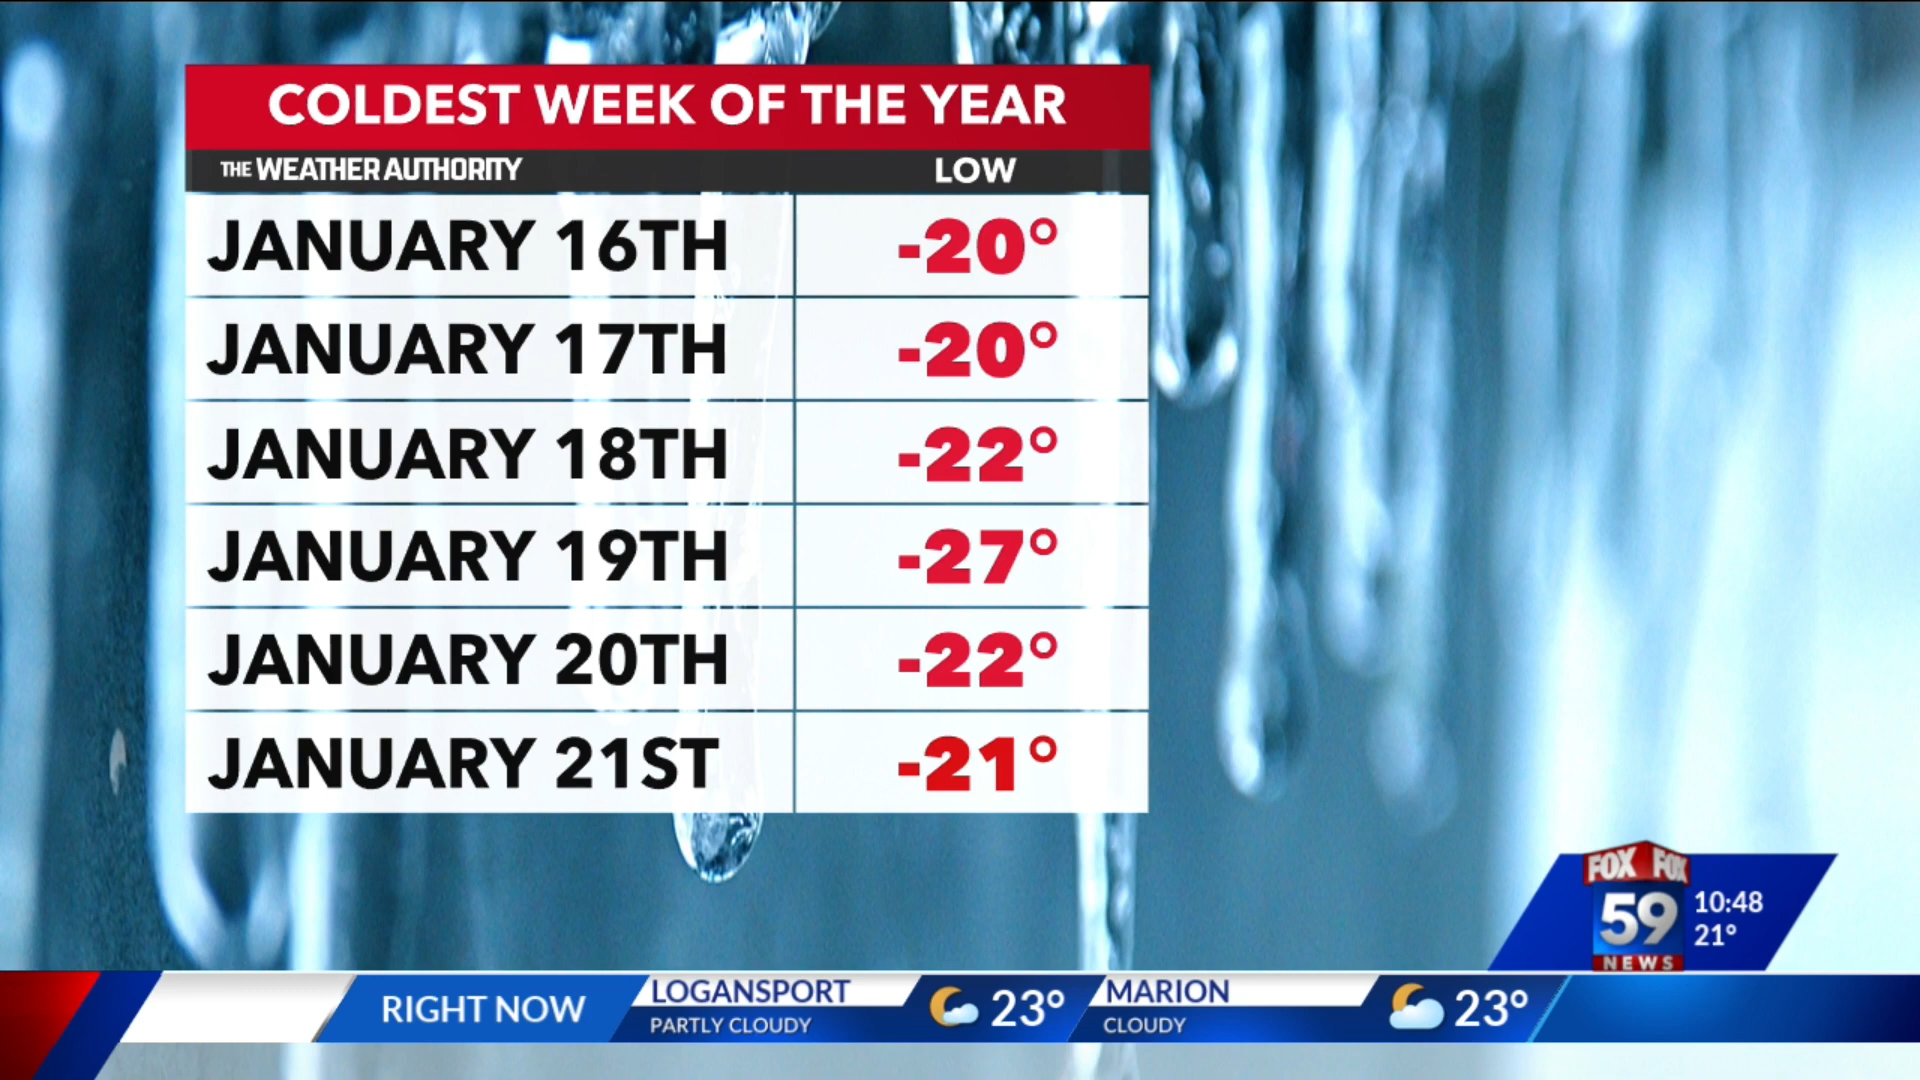 COLDEST WEEK OF THE YEAR
THE WEATHER AUTHORITY LOW
JANUARY 16TH -20°
JANUARY 17TH -20°
JANUARY 18TH -22°
JANUARY 19TH -27°
JANUARY 20TH -22°
JANUARY 21ST -21°
FOX FOX
59
NEWS
10:48
21°
RIGHT NOW
LOGANSPORT
PARTLY CLOUDY
23°
MARION
CLOUDY
23°